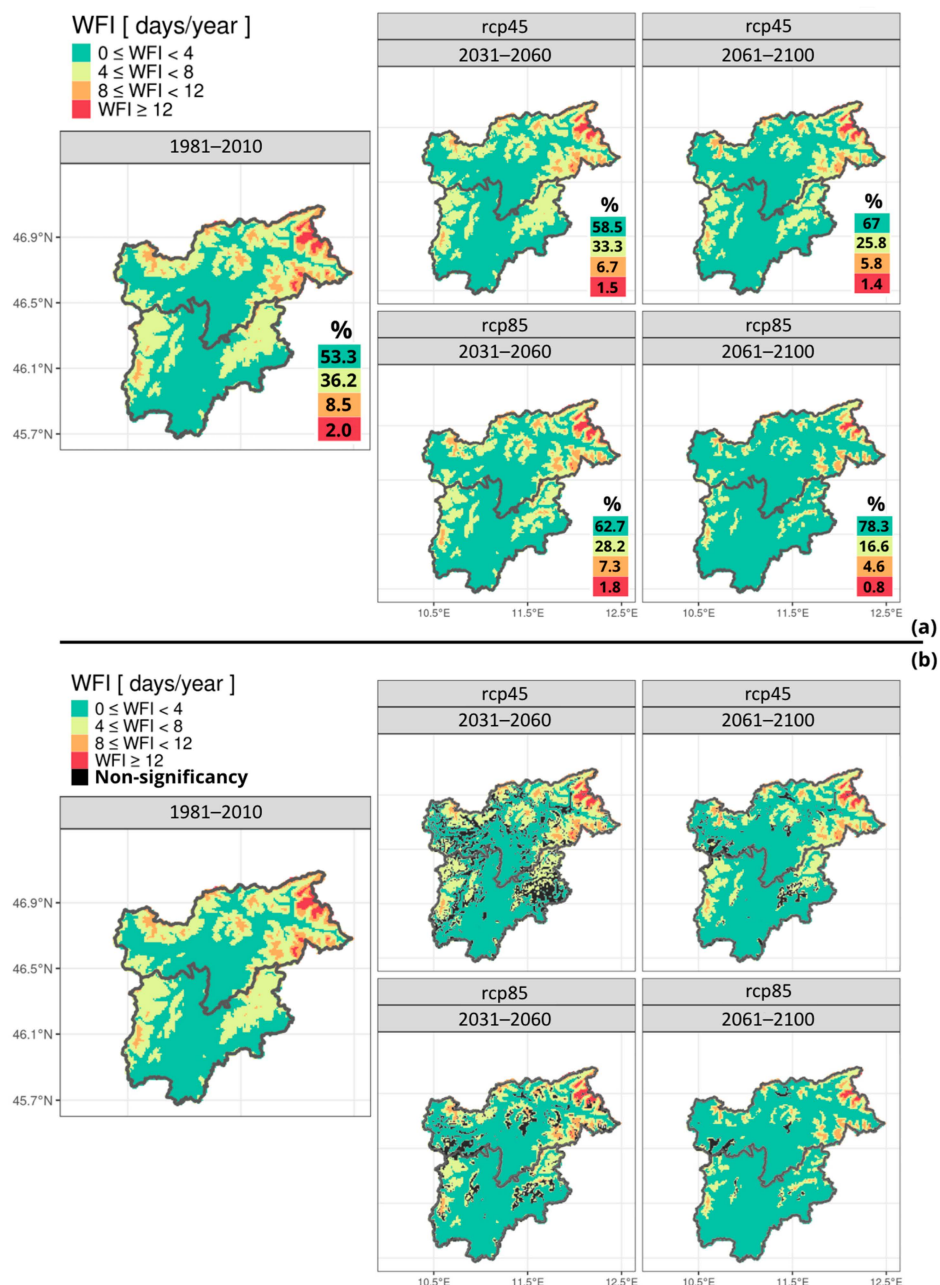 WFI [ days/year ]
0 ≤ WFI < 4
4 ≤ WFI < 8
8 ≤ WFI < 12
WFI ≥ 12
1981–2010
46.9°N
46.5°N
46.1°N
45.7°N
%
53.3
36.2
8.5
2.0
rcp45
2031–2060
%
58.5
33.3
6.7
1.5
rcp45
2061–2100
%
67
25.8
5.8
1.4
rcp85
2031–2060
%
62.7
28.2
7.3
1.8
10.5°E 11.5°E 12.5°E
rcp85
2061–2100
%
78.3
16.6
4.6
0.8
10.5°E 11.5°E 12.5°E
(a)
(b)
WFI [ days/year ]
0 ≤ WFI < 4
4 ≤ WFI < 8
8 ≤ WFI < 12
WFI ≥ 12
Non-significancy
1981–2010
46.9°N
46.5°N
46.1°N
45.7°N
rcp45
2031–2060
rcp45
2061–2100
rcp85
2031–2060
10.5°E 11.5°E 12.5°E
rcp85
2061–2100
10.5°E 11.5°E 12.5°E